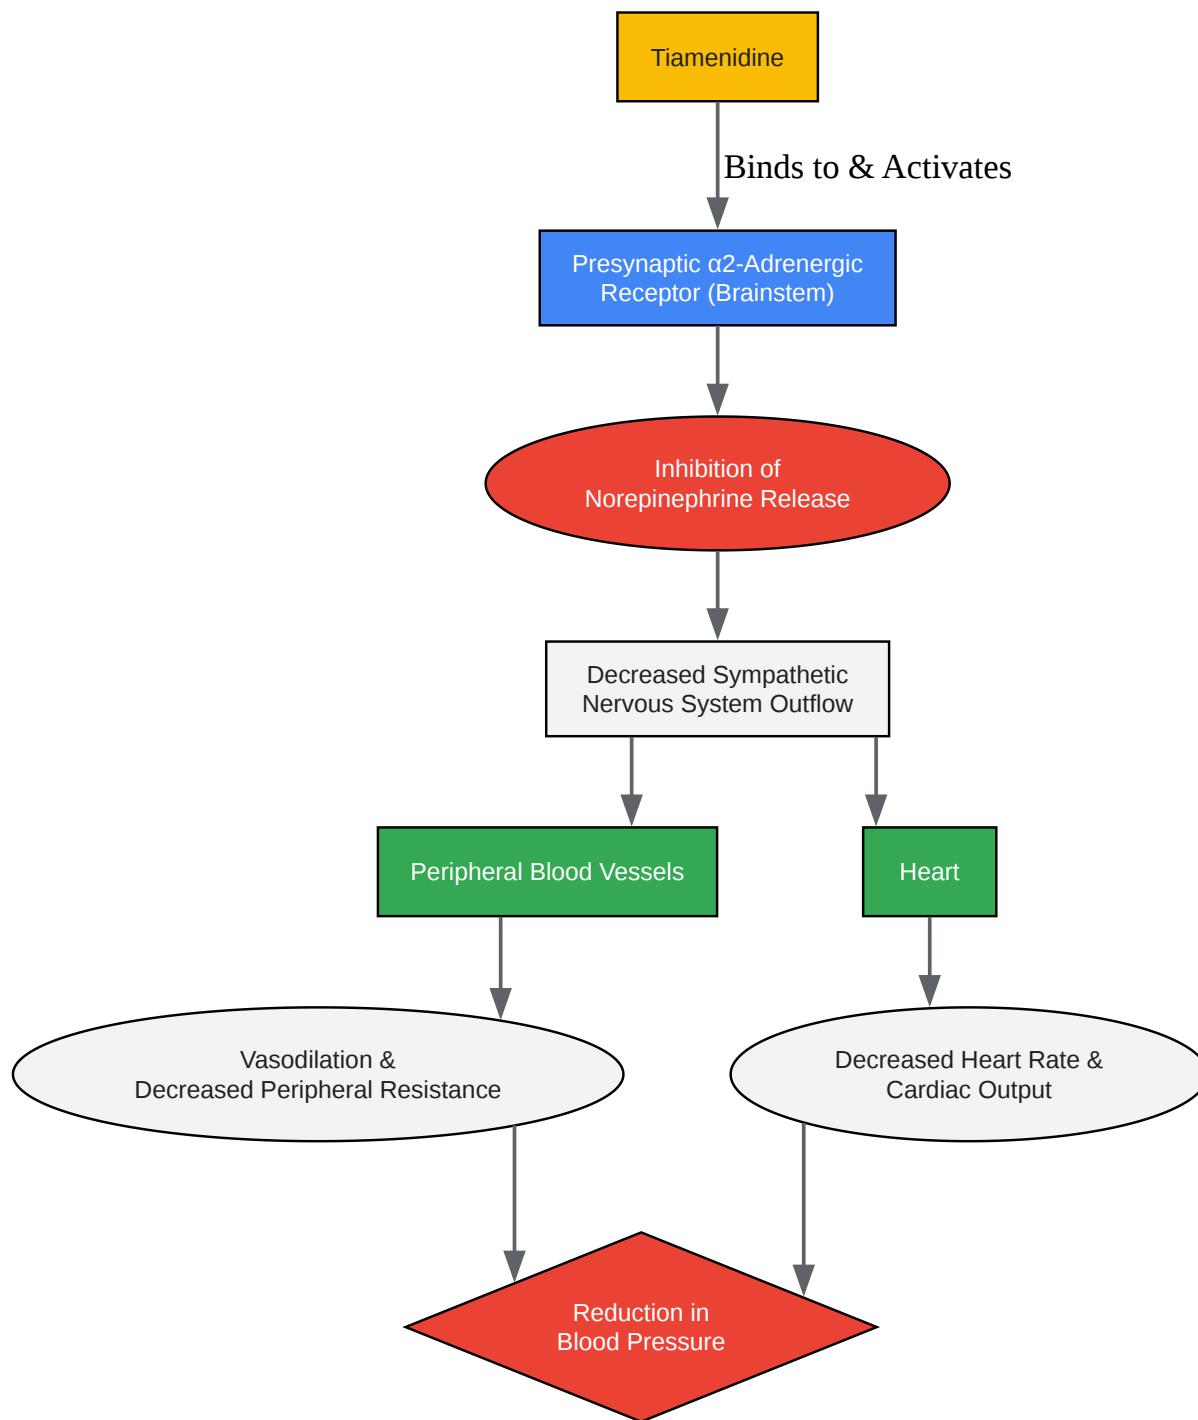 Tiamenidine
Binds to & Activates
Presynaptic α2-Adrenergic
Receptor (Brainstem)
Inhibition of
Norepinephrine Release
Decreased Sympathetic
Nervous System Outflow
Peripheral Blood Vessels
Heart
Vasodilation &
Decreased Peripheral Resistance
Decreased Heart Rate &
Cardiac Output
Reduction in
Blood Pressure